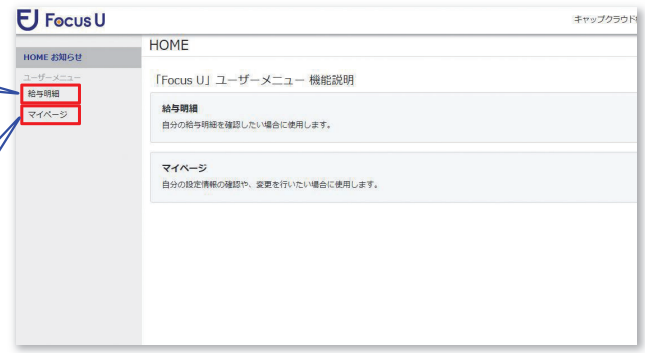 Focus U
キャップクラウド
HOME お知らせ
ユーザーメニュー
給与明細
マイページ
HOME
「Focus U」ユーザーメニュー 機能説明
給与明細
自分の給与明細を確認したい場合に使用します。
マイページ
自分の設定情報の確認や、変更を行いたい場合に使用します。